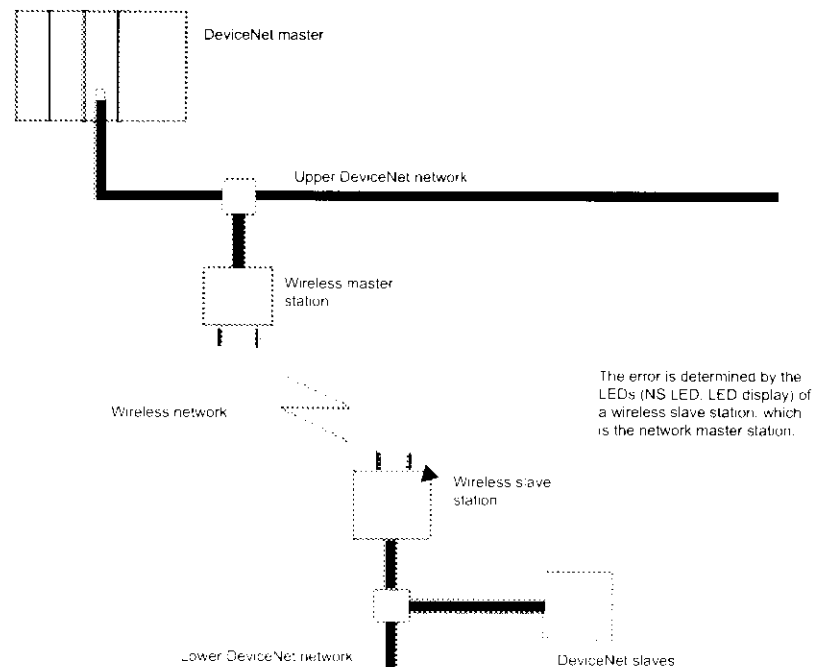 DeviceNet master
Upper DeviceNet network
Wireless master
station
The error is determined by the
LEDs (NS LED, LED display) of
a wireless slave station, which
is the network master station.
Wireless network
Wireless slave
station
Lower DeviceNet network
DeviceNet slaves